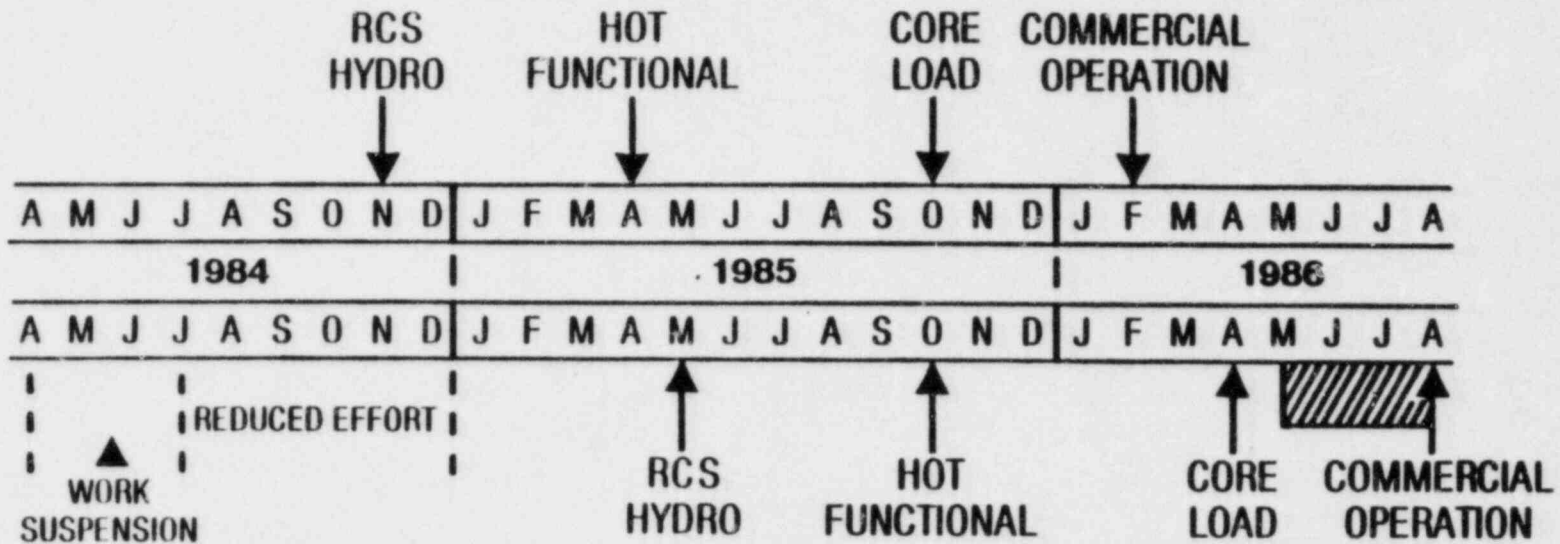 RCS HOT CORE COMMERCIAL
HYDRO FUNCTIONAL LOAD OPERATION
A M J J A S O N D J F M A M J J A S O N D J F M A M J J A
1984 1985 1986
A M J J A S O N D J F M A M J J A S O N D J F M A M J J A
REDUCED EFFORT
WORK
SUSPENSION
RCS HOT CORE COMMERCIAL
HYDRO FUNCTIONAL LOAD OPERATION